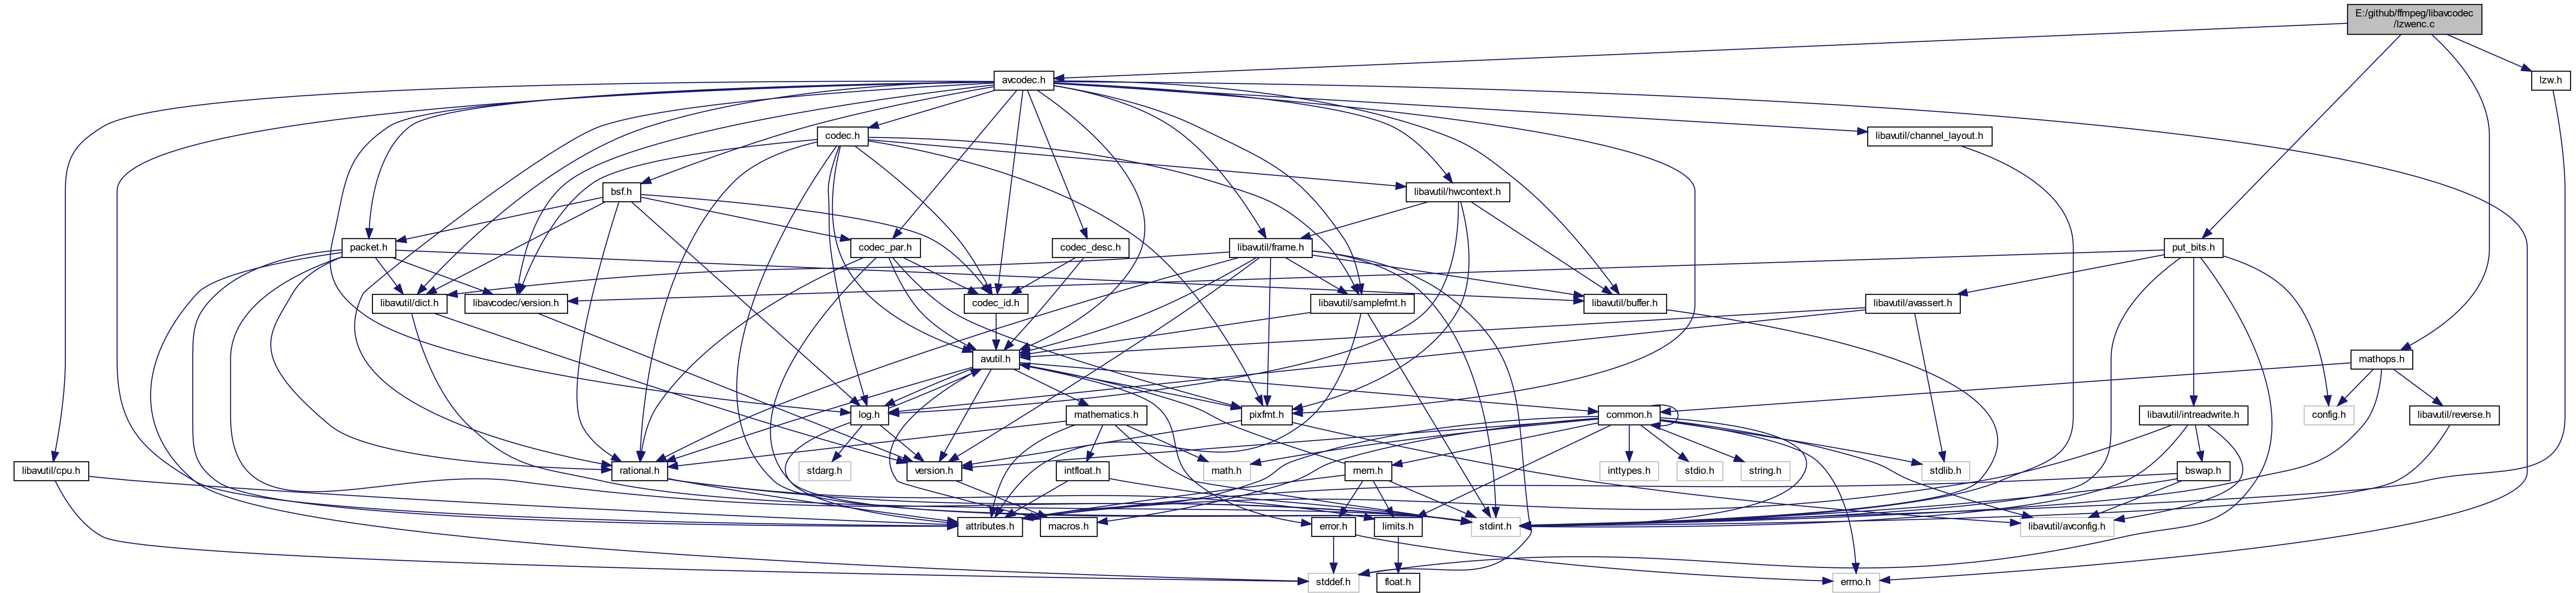 E:/github/ffmpeg/libavcodec
/lzwenc.c
avcodec.h
lzw.h
codec.h
libavutil/channel_layout.h
bsf.h
libavutil/hwcontext.h
packet.h
codec_par.h
codec_desc.h
libavutil/frame.h
put_bits.h
libavutil/dict.h
libavcodec/version.h
codec_id.h
libavutil/samplefmt.h
libavutil/buffer.h
libavutil/avassert.h
avutil.h
mathops.h
log.h
mathematics.h
pixfmt.h
common.h
libavutil/intreadwrite.h
config.h
libavutil/reverse.h
libavutil/cpu.h
rational.h
stdarg.h
version.h
intfloat.h
math.h
mem.h
inttypes.h
stdio.h
string.h
stdlib.h
bswap.h
attributes.h
macros.h
error.h
limits.h
stdint.h
libavutil/avconfig.h
stddef.h
float.h
errno.h